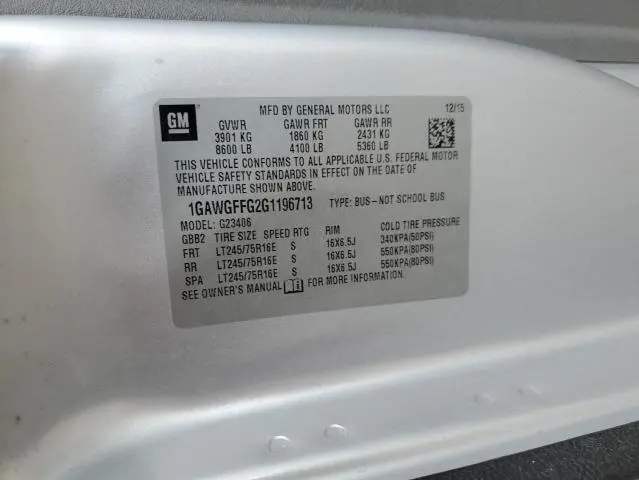 GM
MFD BY GENERAL MOTORS LLC 12/15
GVWR GAWR FRT GAWR RR
3901 KG 1860 KG 2431 KG
8600 LB 4100 LB 5360 LB
THIS VEHICLE CONFORMS TO ALL APPLICABLE U.S. FEDERAL MOTOR
VEHICLE SAFETY STANDARDS IN EFFECT ON THE DATE OF
MANUFACTURE SHOWN ABOVE.
1GAWGFFG2G1196713 TYPE: BUS-NOT SCHOOL BUS
MODEL: G23406
GBB2 TIRE SIZE SPEED RTG RIM COLD TIRE PRESSURE
FRT LT245/75R16E S 16X6.5J 340KPA(50PSI)
RR LT245/75R16E S 16X6.5J 550KPA(80PSI)
SPA LT245/75R16E S 16X6.5J 550KPA(80PSI)
SEE OWNER'S MANUAL FOR MORE INFORMATION.